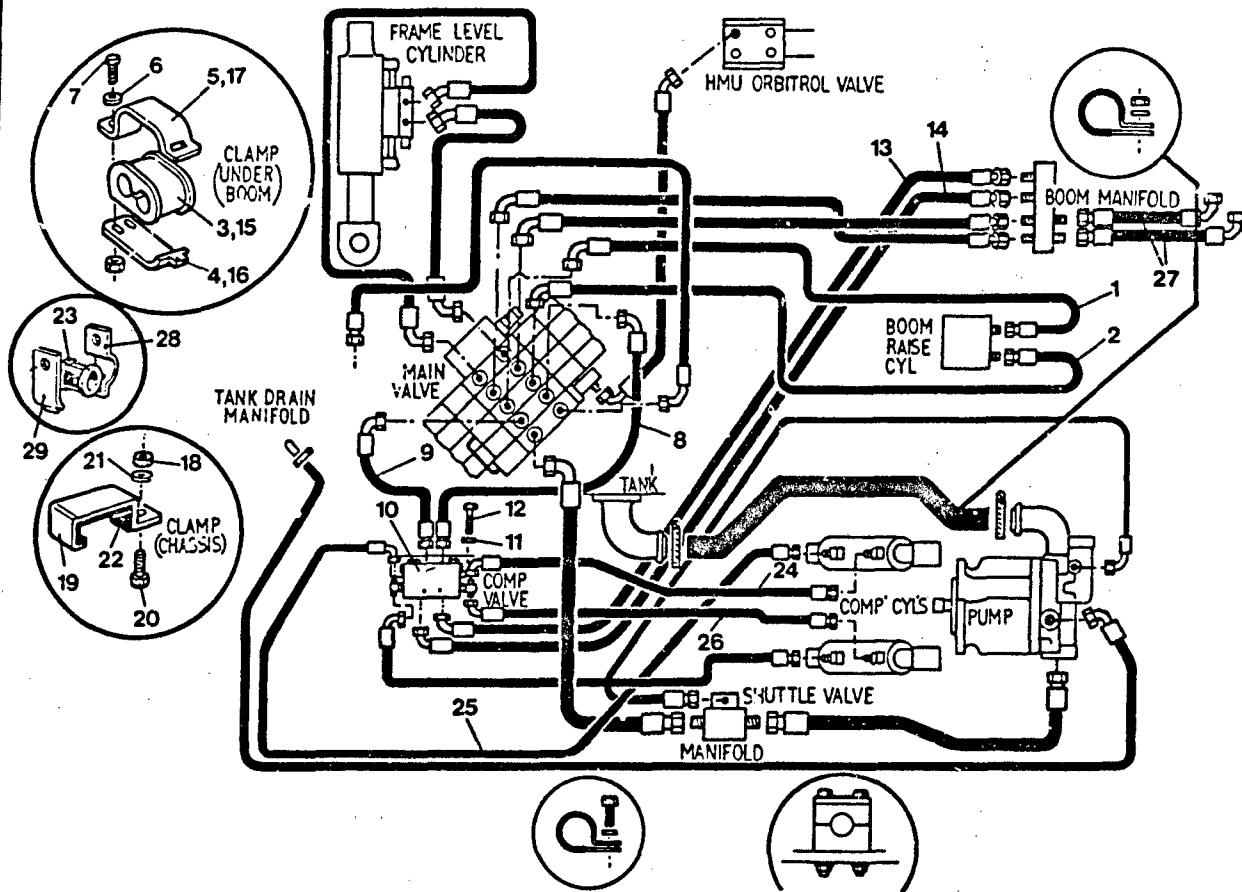 FRAME LEVEL
CYLINDER
HMU ORBITROL VALVE
7
6
5,17
CLAMP
(UNDER)
BOOM
3,15
4,16
13
14
BOOM MANIFOLD
27
1
2
BOOM
RAISE
CYL
23
28
29
MAIN
VALVE
TANK DRAIN
MANIFOLD
8
9
21
18
CLAMP
(CHASSIS)
22
19
20
10
12
11
TANK
COMP
VALVE
24
COMP' CYLS
26
PUMP
25
SHUTTLE VALVE
MANIFOLD